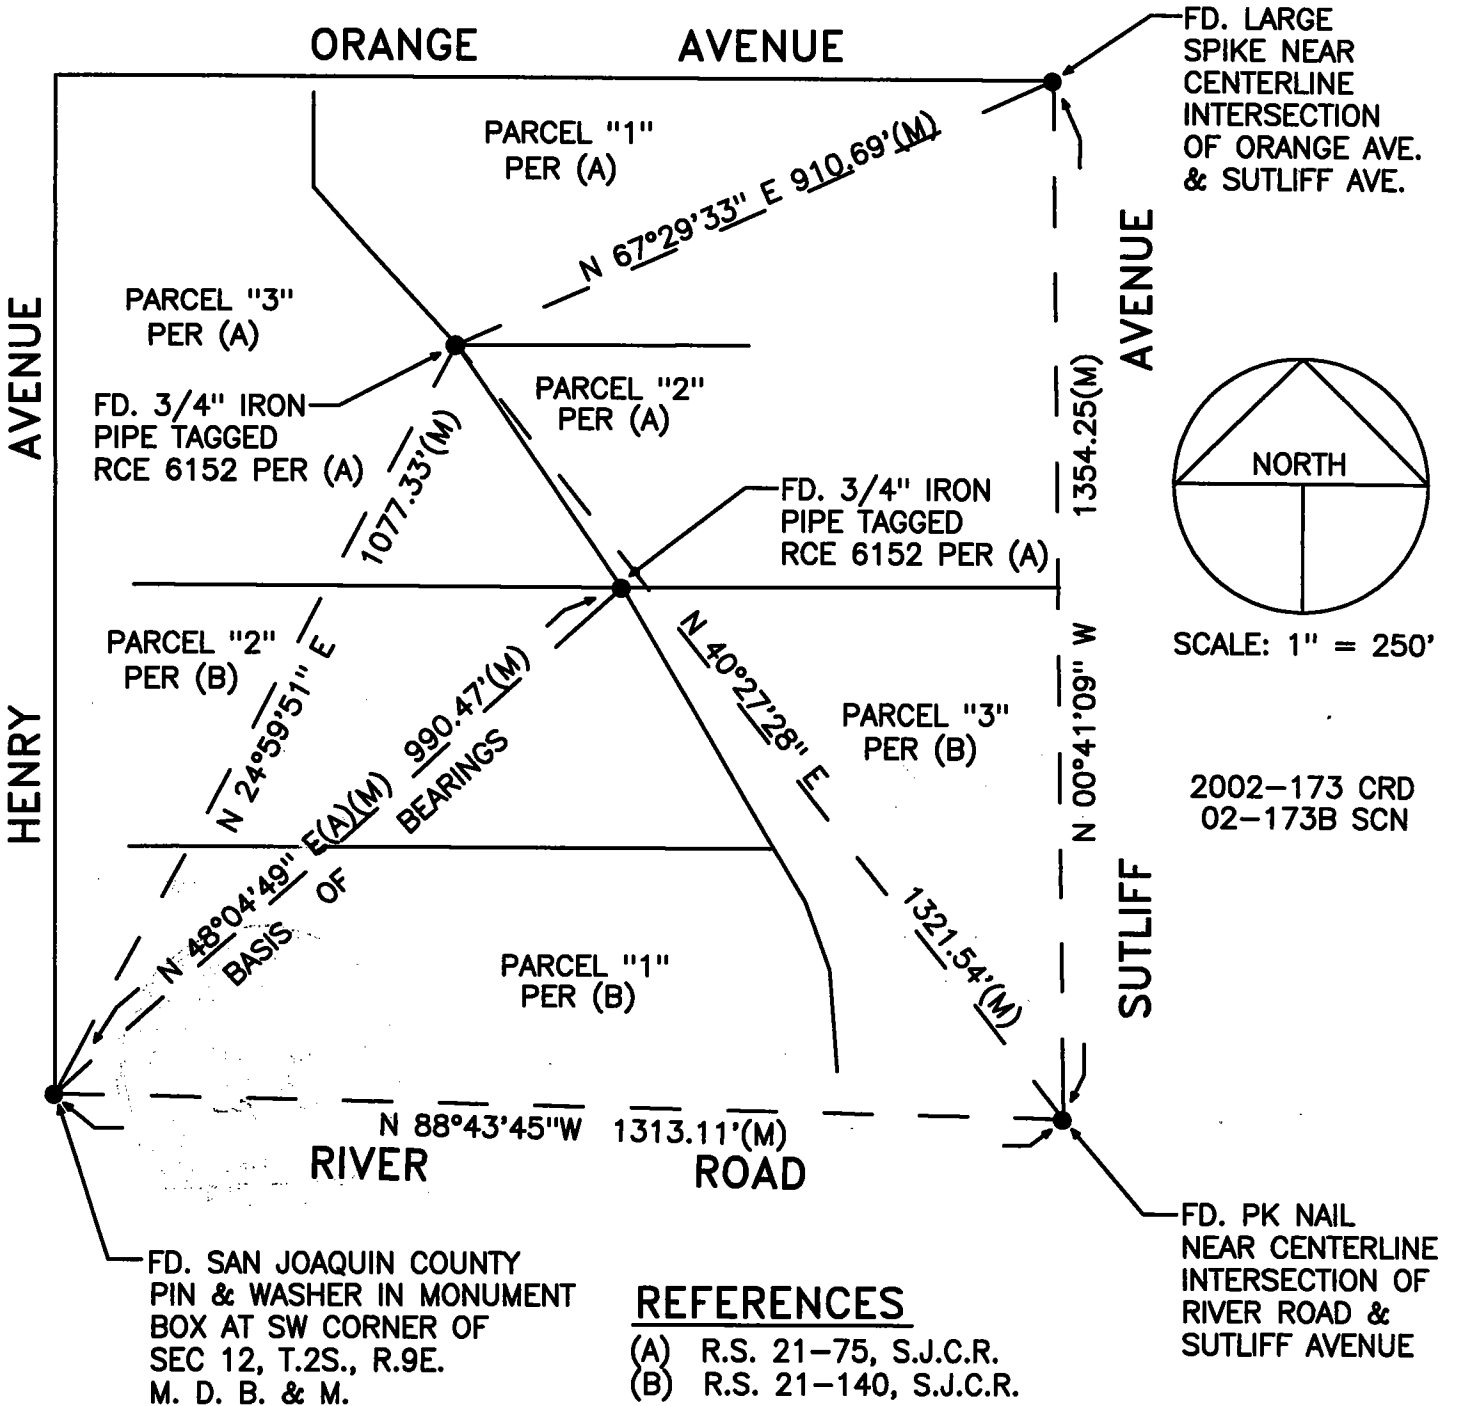 ORANGE AVENUE
FD. LARGE
SPIKE NEAR
CENTERLINE
INTERSECTION
OF ORANGE AVE.
& SUTLIFF AVE.
PARCEL "1"
PER (A)
N 67°29'33" E 910.69'(M)
PARCEL "3"
PER (A)
HENRY AVENUE
SUTLIFF AVENUE
FD. 3/4" IRON
PIPE TAGGED
RCE 6152 PER (A)
PARCEL "2"
PER (A)
N 24°59'51" E 1077.33'(M)
N 00°41'09" W 1354.25(M)
NORTH
SCALE: 1" = 250'
FD. 3/4" IRON
PIPE TAGGED
RCE 6152 PER (A)
PARCEL "2"
PER (B)
N 48°04'49" E(A)(M) 990.47'(M)
BASIS OF BEARINGS
N 40°27'28" E 1321.54'(M)
PARCEL "3"
PER (B)
2002-173 CRD
02-173B SCN
PARCEL "1"
PER (B)
N 88°43'45"W 1313.11'(M)
RIVER ROAD
FD. SAN JOAQUIN COUNTY
PIN & WASHER IN MONUMENT
BOX AT SW CORNER OF
SEC 12, T.2S., R.9E.
M. D. B. & M.
REFERENCES
(A) R.S. 21-75, S.J.C.R.
(B) R.S. 21-140, S.J.C.R.
FD. PK NAIL
NEAR CENTERLINE
INTERSECTION OF
RIVER ROAD &
SUTLIFF AVENUE